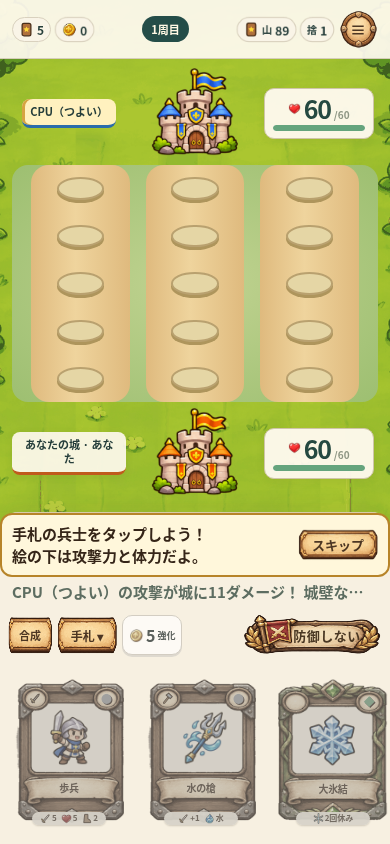 5
0
1周目
山 89
捨 1
CPU（つよい）
60/60
あなたの城・あな
た
60/60
手札の兵士をタップしよう！
絵の下は攻撃力と体力だよ。
スキップ
CPU（つよい）の攻撃が城に11ダメージ！ 城壁な…
合成
手札▾
5 強化
防御しない
歩兵
水の槍
大氷結
5 5 2
+1 水
2回休み